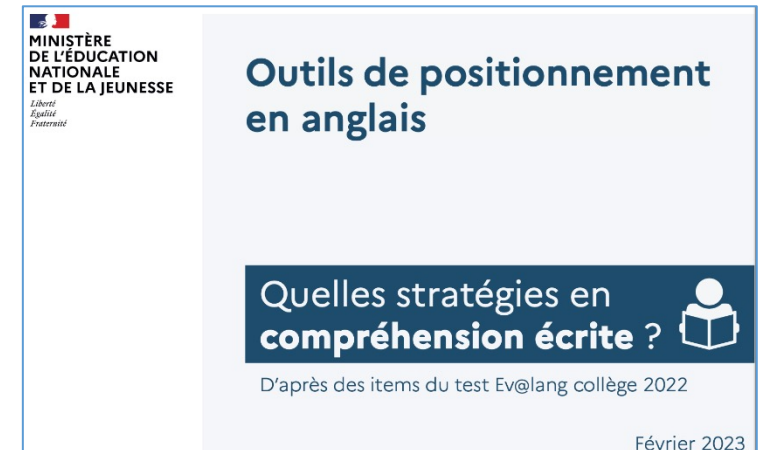 MINISTÈRE
DE L'ÉDUCATION
NATIONALE
ET DE LA JEUNESSE
Liberté
Égalité
Fraternité
Outils de positionnement
en anglais
Quelles stratégies en
compréhension écrite ?
D'après des items du test Ev@lang collège 2022
Février 2023